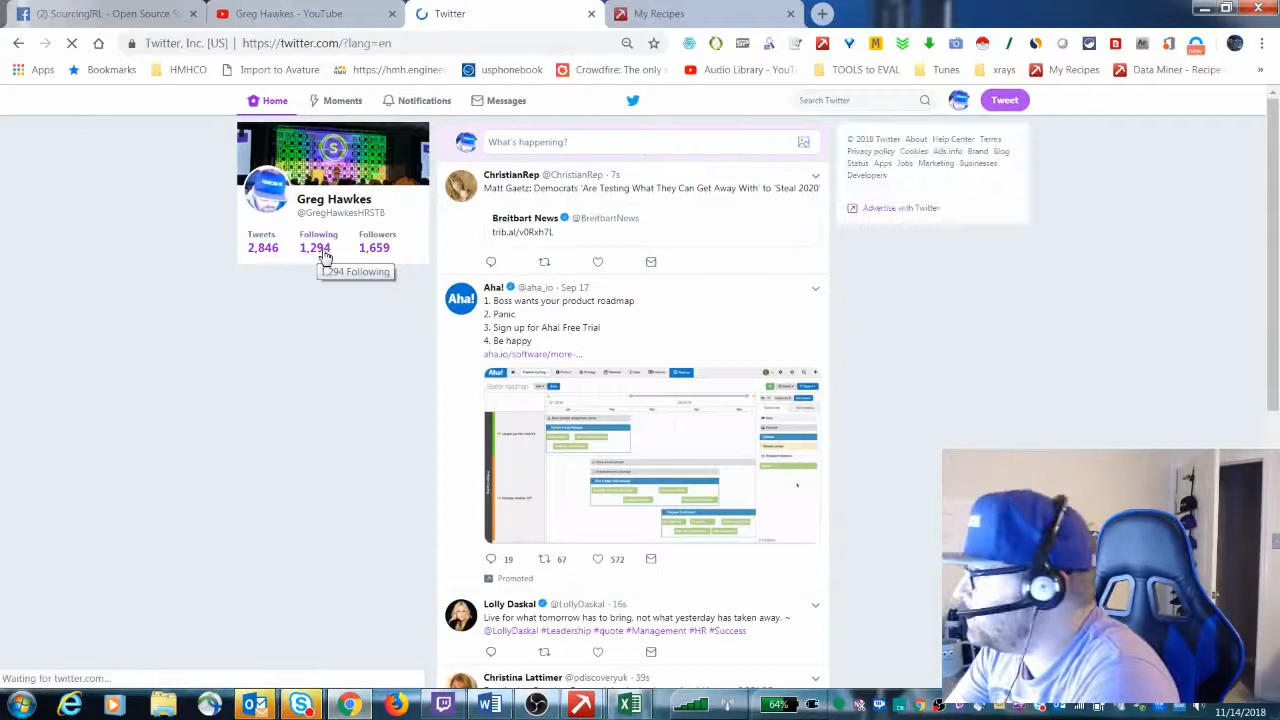 (2). SourcingIRL - Open Source S
Greg Hawkes - YouTube
Twitter
My Recipes
Twitter, Inc. [US] | https://twitter.com/?lang=en
Apps
Bookmarks
HMHCO
Import to Avature
https://hmh.engineer
usphonebook
Crowdfire: The only s
Audio Library - YouT
TOOLS to EVAL
Tunes
xrays
My Recipes
Data Miner - Recipe
»
Home
Moments
Notifications
Messages
Search Twitter
Tweet
S
Greg Hawkes
@GregHawkesHRSTB
Tweets Following Followers
2,846 1,294 1,659
1,294 Following
What's happening?
ChristianRep @ChristianRep · 7s
Matt Gaetz: Democrats 'Are Testing What They Can Get Away With' to 'Steal 2020'
Breitbart News @BreitbartNews
trib.al/v0Rxh7L
Aha! @aha_io · Sep 17
1. Boss wants your product roadmap
2. Panic
3. Sign up for Aha! Free Trial
4. Be happy
aha.io/software/more-...
Aha!
19 67 572
Promoted
Lolly Daskal @LollyDaskal · 16s
Live for what tomorrow has to bring, not what yesterday has taken away. ~
@LollyDaskal #Leadership #quote #Management #HR #Success
Christina Lattimer @pdiscoveryuk · 39s
© 2018 Twitter About Help Center Terms
Privacy policy Cookies Ads info Brand Blog
Status Apps Jobs Marketing Businesses
Developers
Advertise with Twitter
Waiting for twitter.com...
64%
11/14/2018